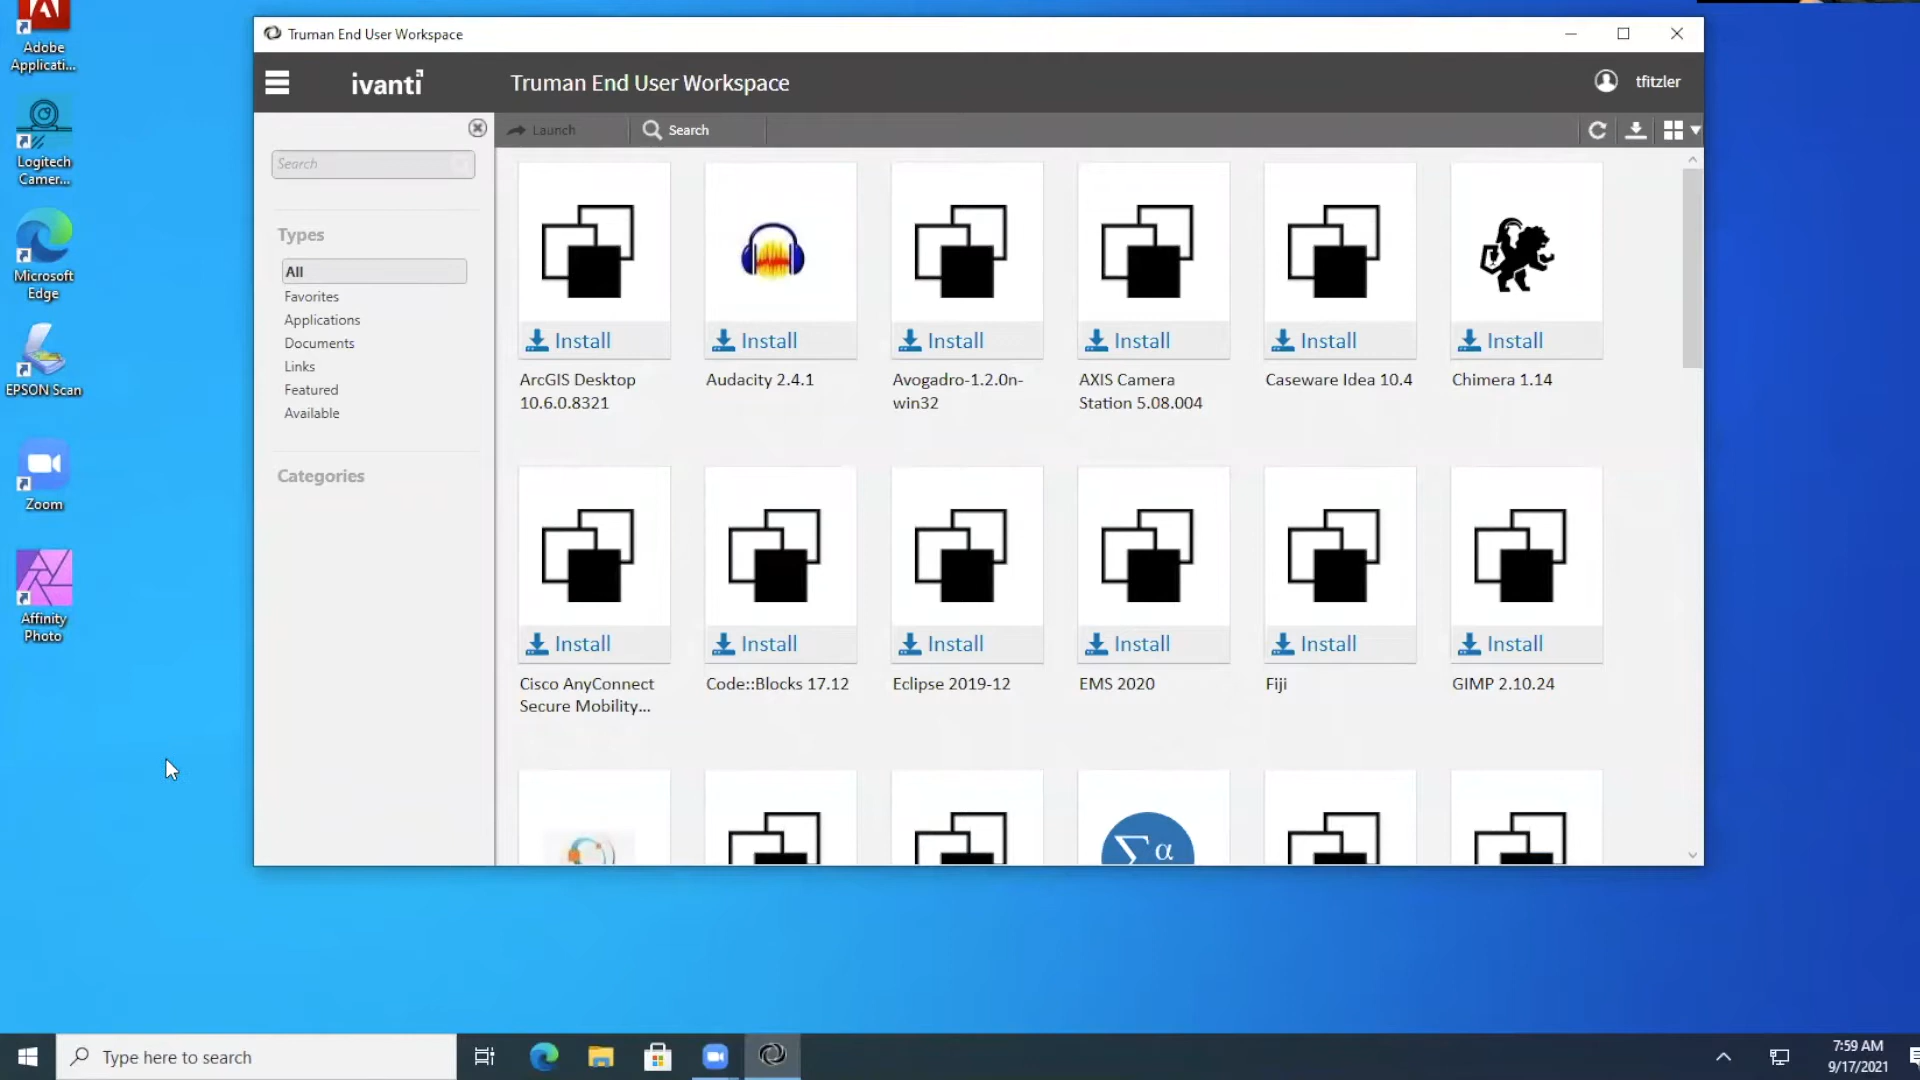 Adobe
Applicati...
Logitech
Camer...
Microsoft
Edge
EPSON Scan
Zoom
Affinity
Photo
Truman End User Workspace
ivanti
Truman End User Workspace
tfitzler
Launch
Search
Search
Types
All
Favorites
Applications
Documents
Links
Featured
Available
Categories
Install
Install
Install
Install
Install
Install
ArcGIS Desktop
10.6.0.8321
Audacity 2.4.1
Avogadro-1.2.0n-
win32
AXIS Camera
Station 5.08.004
Caseware Idea 10.4
Chimera 1.14
Install
Install
Install
Install
Install
Install
Cisco AnyConnect
Secure Mobility...
Code::Blocks 17.12
Eclipse 2019-12
EMS 2020
Fiji
GIMP 2.10.24
Σα
Type here to search
7:59 AM
9/17/2021